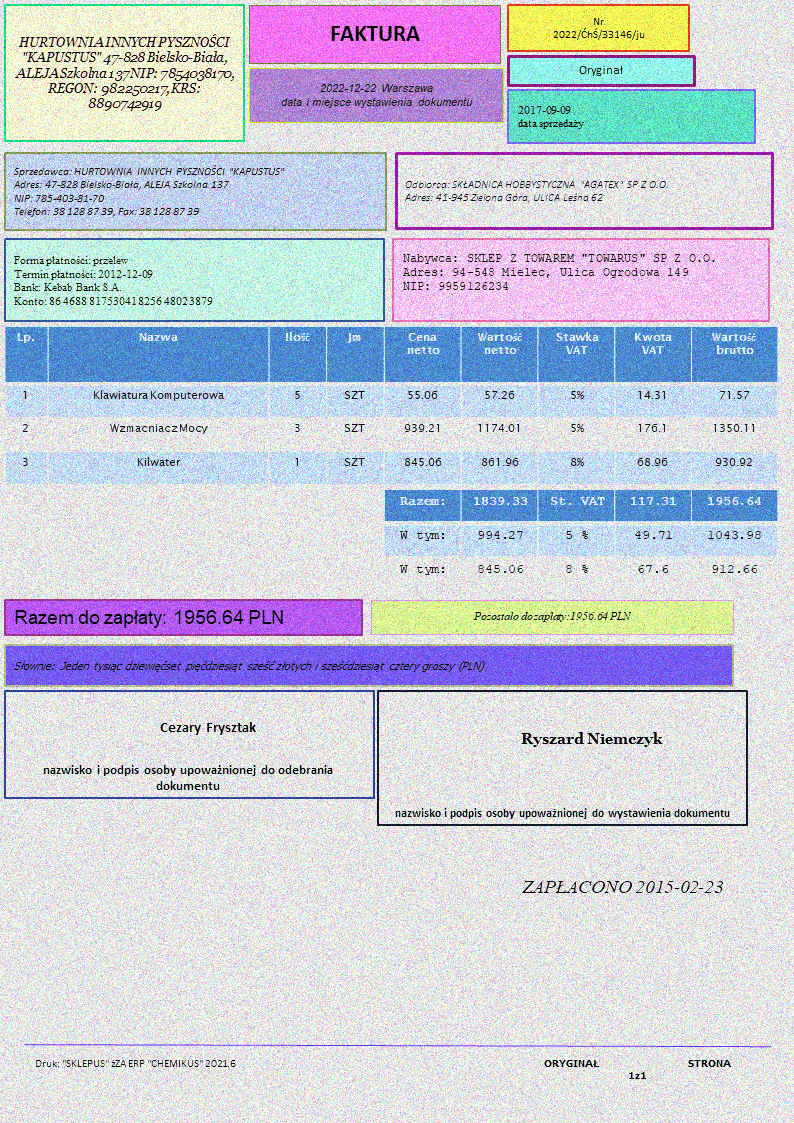 HURTOWNIA INNYCH PYSZNOŚCI
"KAPUSTUS" 47-828 Bielsko-Biała,
ALEJA Szkolna 137 NIP: 7854038170,
REGON: 982250217, KRS:
8890742919
FAKTURA
2022-12-22 Warszawa
data i miejsce wystawienia dokumentu
Nr
2022/ĆhŚ/33146/ju
Oryginał
2017-09-09
data sprzedaży
Sprzedawca: HURTOWNIA INNYCH PYSZNOŚCI "KAPUSTUS"
Adres: 47-828 Bielsko-Biała, ALEJA Szkolna 137
NIP: 785-403-81-70
Telefon: 38 128 87 39, Fax: 38 128 87 39
Odbiorca: SKŁADNICA HOBBYSTYCZNA "AGATEX" SP Z O.O.
Adres: 41-945 Zielona Góra, ULICA Leśna 62
Forma płatności: przelew
Termin płatności: 2012-12-09
Bank: Kebab Bank S.A.
Konto: 86 4688 8175 3041 8256 4802 3879
Nabywca: SKLEP Z TOWAREM "TOWARUS" SP Z O.O.
Adres: 94-548 Mielec, Ulica Ogrodowa 149
NIP: 9959126234
Lp. Nazwa Ilość Jm Cena netto Wartość netto Stawka VAT Kwota VAT Wartość brutto
1 Klawiatura Komputerowa 5 SZT 55.06 57.26 5% 14.31 71.57
2 Wzmacniacz Mocy 3 SZT 939.21 1174.01 5% 176.1 1350.11
3 Kilwater 1 SZT 845.06 861.96 8% 68.96 930.92
Razem: 1839.33 St. VAT 117.31 1956.64
W tym: 994.27 5 % 49.71 1043.98
W tym: 845.06 8 % 67.6 912.66
Razem do zapłaty: 1956.64 PLN
Pozostało do zapłaty: 1956.64 PLN
Słownie: Jeden tysiąc dziewięćset pięćdziesiąt sześć złotych i sześćdziesiąt cztery groszy (PLN)
Cezary Frysztak
nazwisko i podpis osoby upoważnionej do odebrania
dokumentu
Ryszard Niemczyk
nazwisko i podpis osoby upoważnionej do wystawienia dokumentu
ZAPŁACONO 2015-02-23
Druk: "SKLEPUS" żZA ERP "CHEMIKUS" 2021.6
ORYGINAŁ STRONA
1 z 1